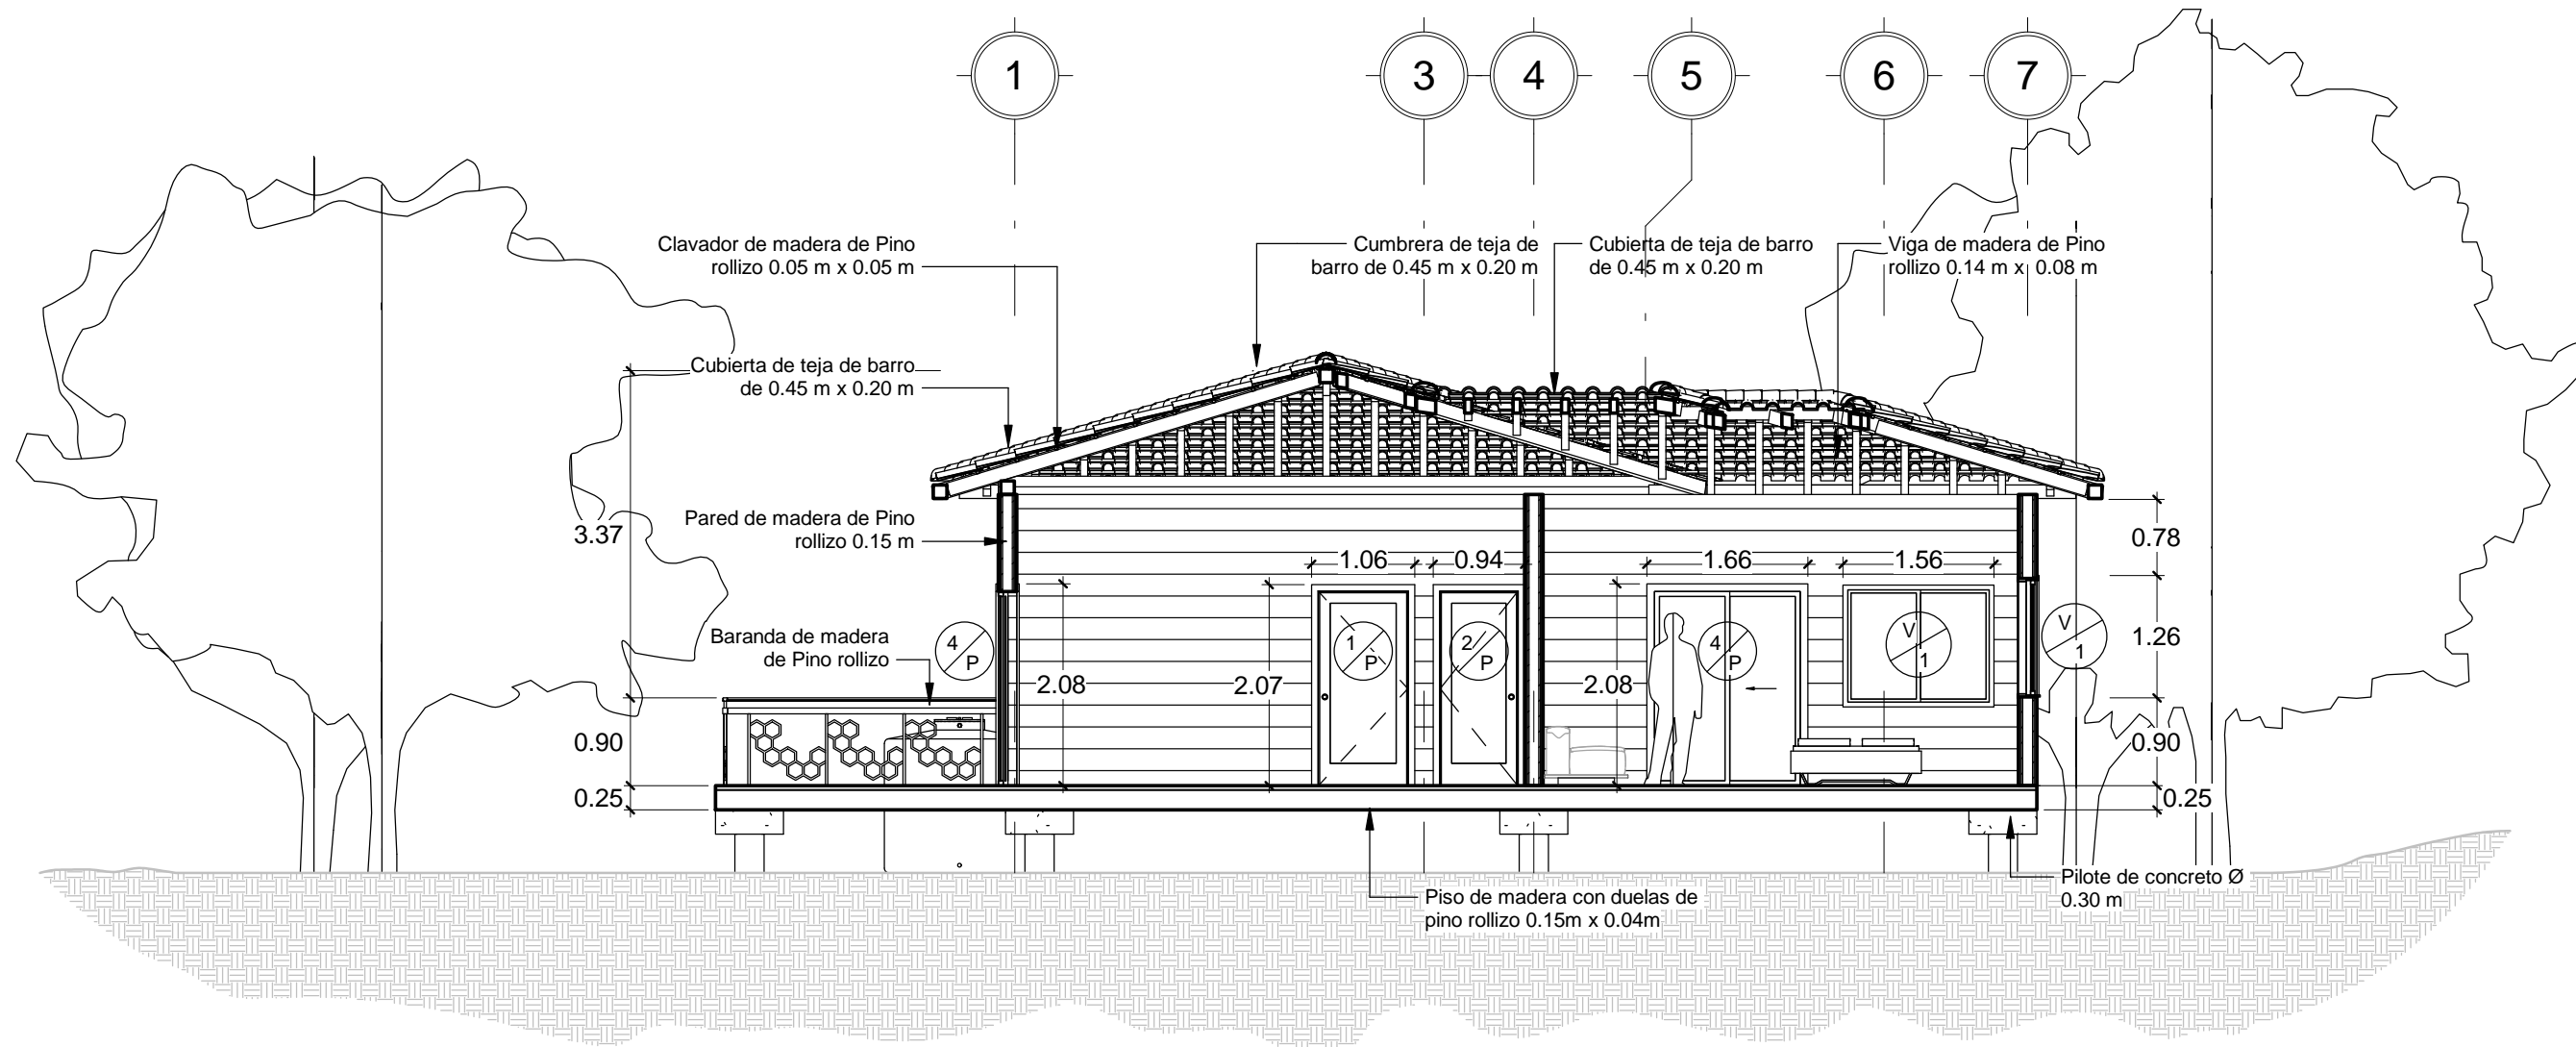 1
3
4
5
6
7
Clavador de madera de Pino
rollizo 0.05 m x 0.05 m
Cumbrera de teja de
barro de 0.45 m x 0.20 m
Cubierta de teja de barro
de 0.45 m x 0.20 m
Viga de madera de Pino
rollizo 0.14 m x 0.08 m
Cubierta de teja de barro
de 0.45 m x 0.20 m
Pared de madera de Pino
rollizo 0.15 m
Baranda de madera
de Pino rollizo
3.37
0.90
0.25
4
P
2.08
2.07
1.06
0.94
1
P
2
P
2.08
1.66
1.56
4
P
V
1
V
1
0.78
1.26
0.90
0.25
Piso de madera con duelas de
pino rollizo 0.15m x 0.04m
Pilote de concreto Ø
0.30 m